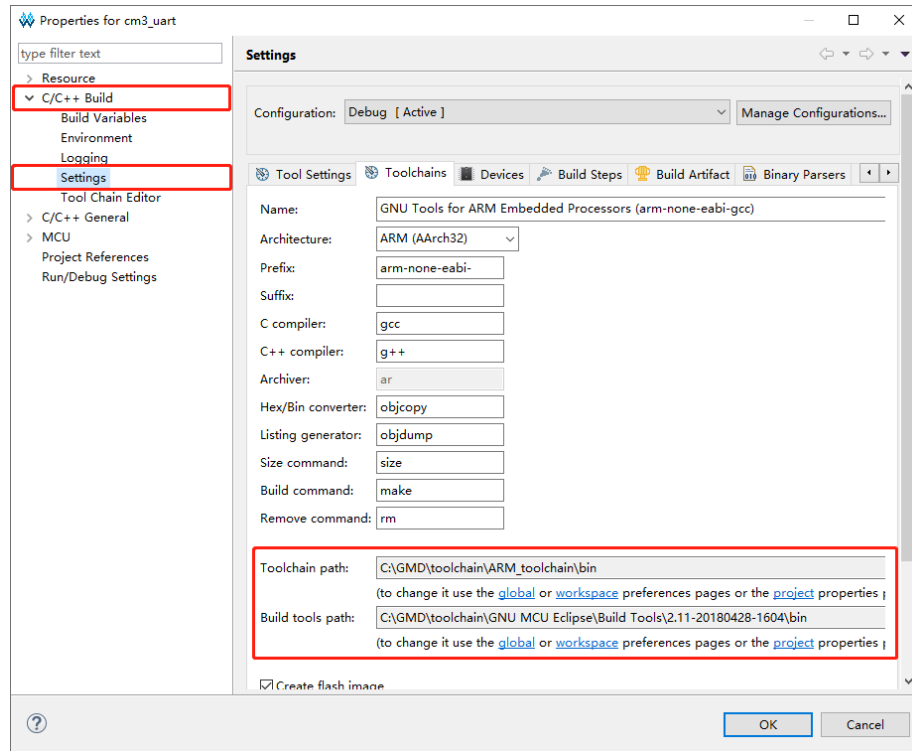 Properties for cm3_uart
type filter text
Resource
C/C++ Build
Build Variables
Environment
Logging
Settings
Tool Chain Editor
C/C++ General
MCU
Project References
Run/Debug Settings
Settings
Configuration: Debug [ Active ] Manage Configurations...
Tool Settings Toolchains Devices Build Steps Build Artifact Binary Parsers
Name: GNU Tools for ARM Embedded Processors (arm-none-eabi-gcc)
Architecture: ARM (AArch32)
Prefix: arm-none-eabi-
Suffix:
C compiler: gcc
C++ compiler: g++
Archiver: ar
Hex/Bin converter: objcopy
Listing generator: objdump
Size command: size
Build command: make
Remove command: rm
Toolchain path: C:\GMD\toolchain\ARM_toolchain\bin
(to change it use the global or workspace preferences pages or the project properties
Build tools path: C:\GMD\toolchain\GNU MCU Eclipse\Build Tools\2.11-20180428-1604\bin
(to change it use the global or workspace preferences pages or the project properties
Create flash image
OK Cancel